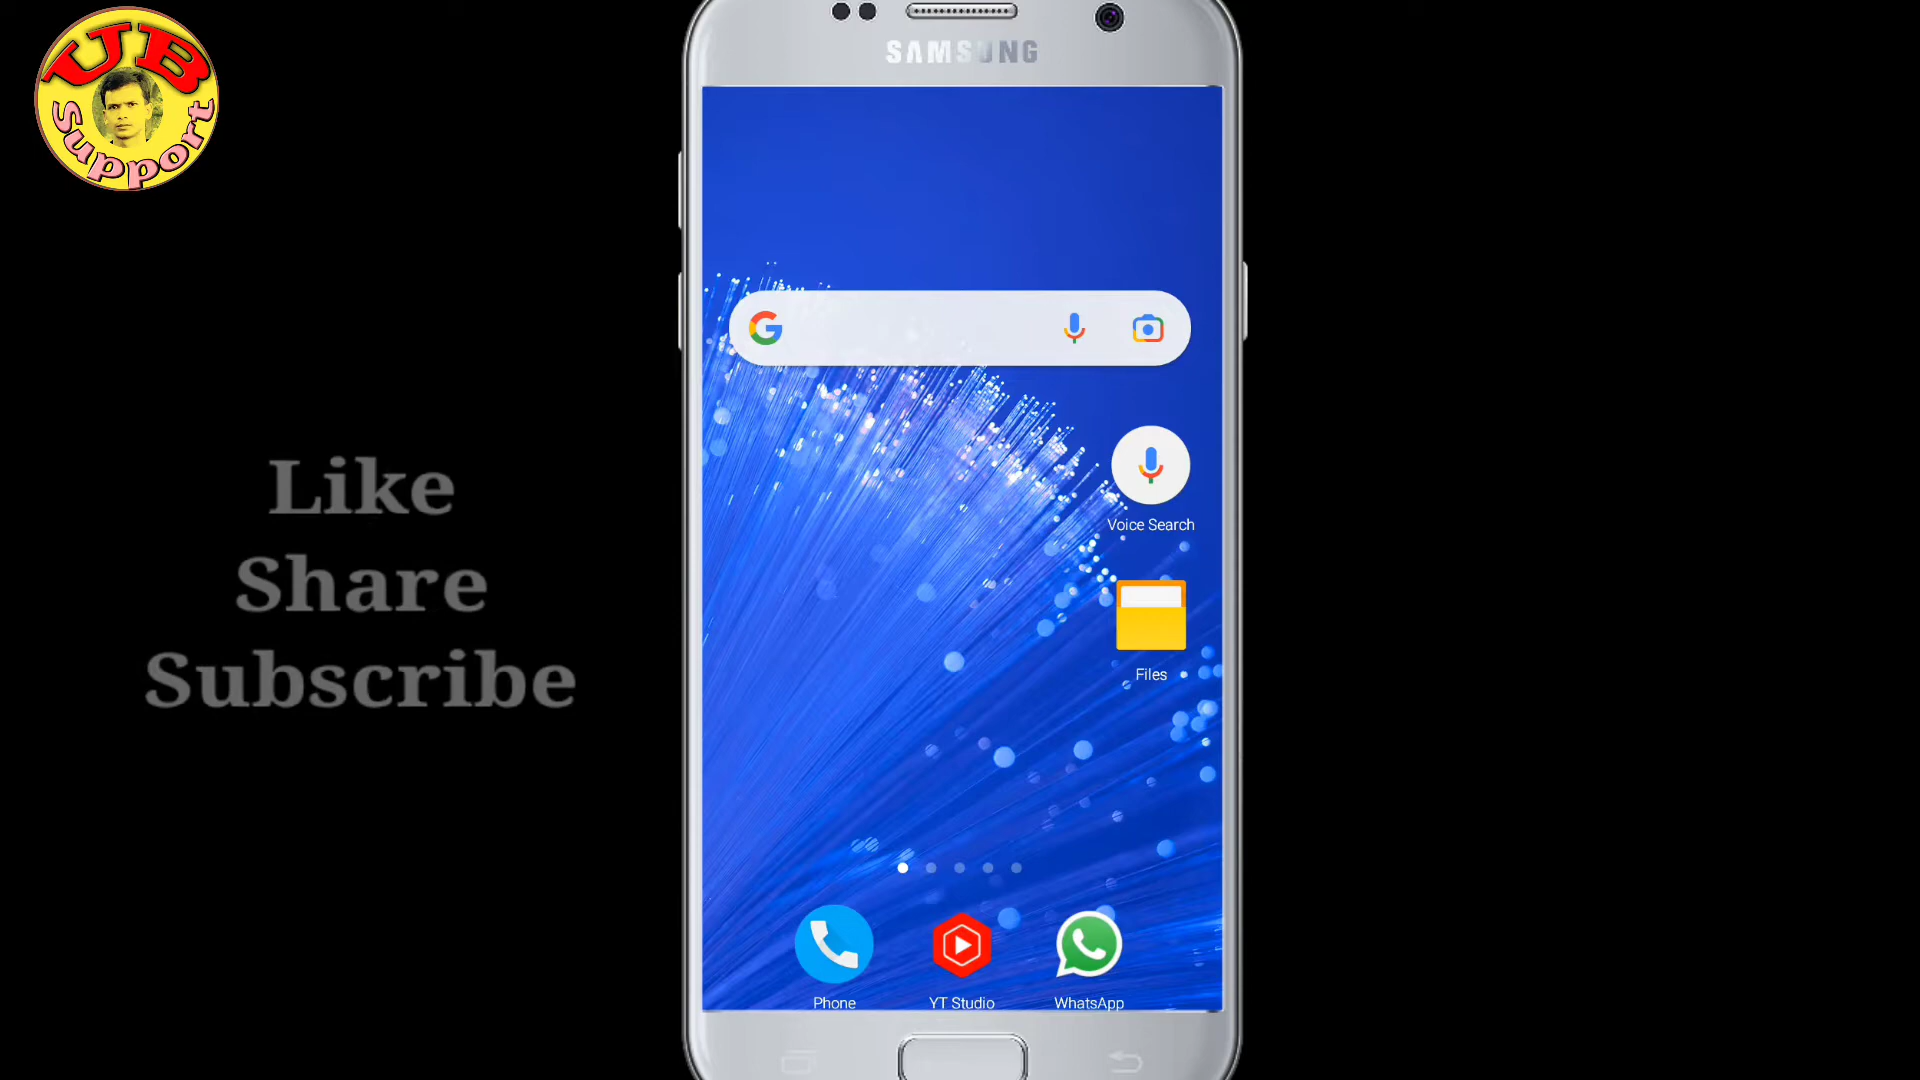 UB
Support
SAMSUNG
Like
Share
Subscribe
Voice Search
Files
Phone
YT Studio
WhatsApp